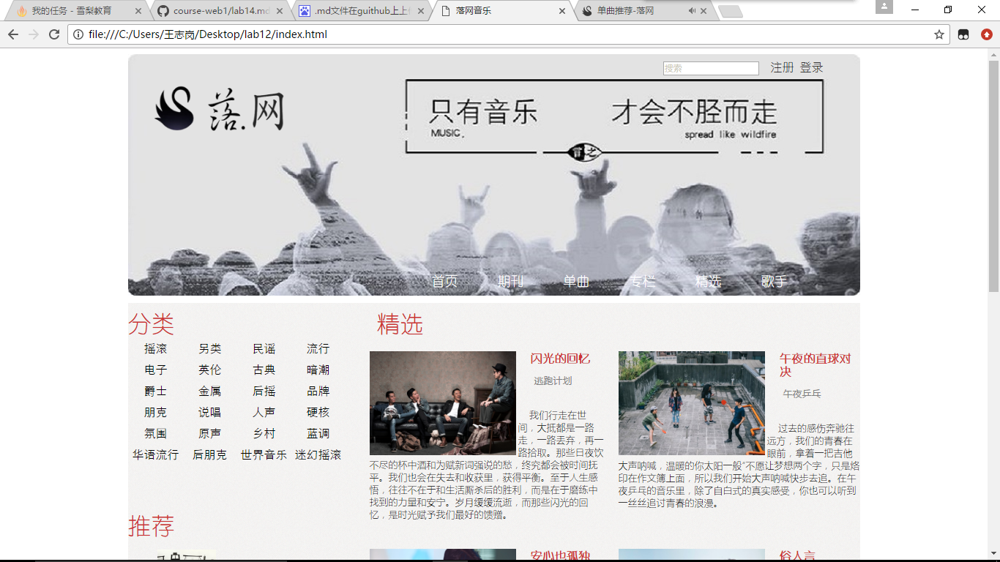 我的任务 - 雪梨教育
course-web1/lab14.md
.md文件在guithub上上
落网音乐
单曲推荐-落网
file:///C:/Users/王志岗/Desktop/lab12/index.html
搜索
注册 登录
落.网
只有音乐 才会不胫而走
MUSIC. spread like wildfire
首页 期刊 单曲 专栏 精选 歌手
分类
摇滚 另类 民谣 流行
电子 英伦 古典 暗潮
爵士 金属 后摇 品牌
朋克 说唱 人声 硬核
氛围 原声 乡村 蓝调
华语流行 后朋克 世界音乐 迷幻摇滚
推荐
精选
闪光的回忆
逃跑计划
我们行走在世
间，大抵都是一路
走，一路丢弃，再一
路拾取。那些日夜饮
不尽的杯中酒和为赋新词强说的愁，终究都会被时间抚
平。我们也会在失去和收获里，获得平衡。至于人生感
悟，往往不在于和生活厮杀后的胜利，而是在于磨练中
找到的力量和安宁。岁月缓缓流逝，而那些闪光的回
忆，是时光赋予我们最好的馈赠。
午夜的直球对
决
午夜乒乓
过去的感伤奔驰往
远方，我们的青春在
眼前，拿着一把吉他
大声呐喊，温暖的你太阳一般“不愿让梦想两个字，只是烙
印在作文簿上面，所以我们开始大声呐喊快步去追。在午
夜乒乓的音乐里，除了自白式的真实感受，你也可以听到
一丝丝追讨青春的浪漫。
安心也孤独
俗人言